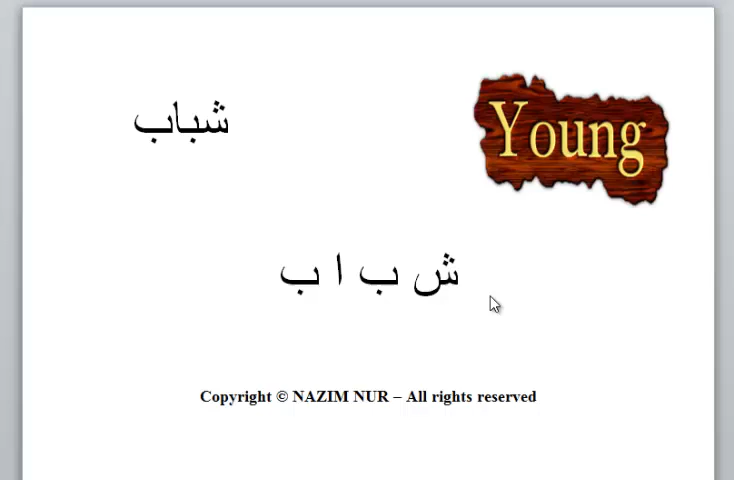 شباب
Young
ش ب ا ب
Copyright © NAZIM NUR – All rights reserved